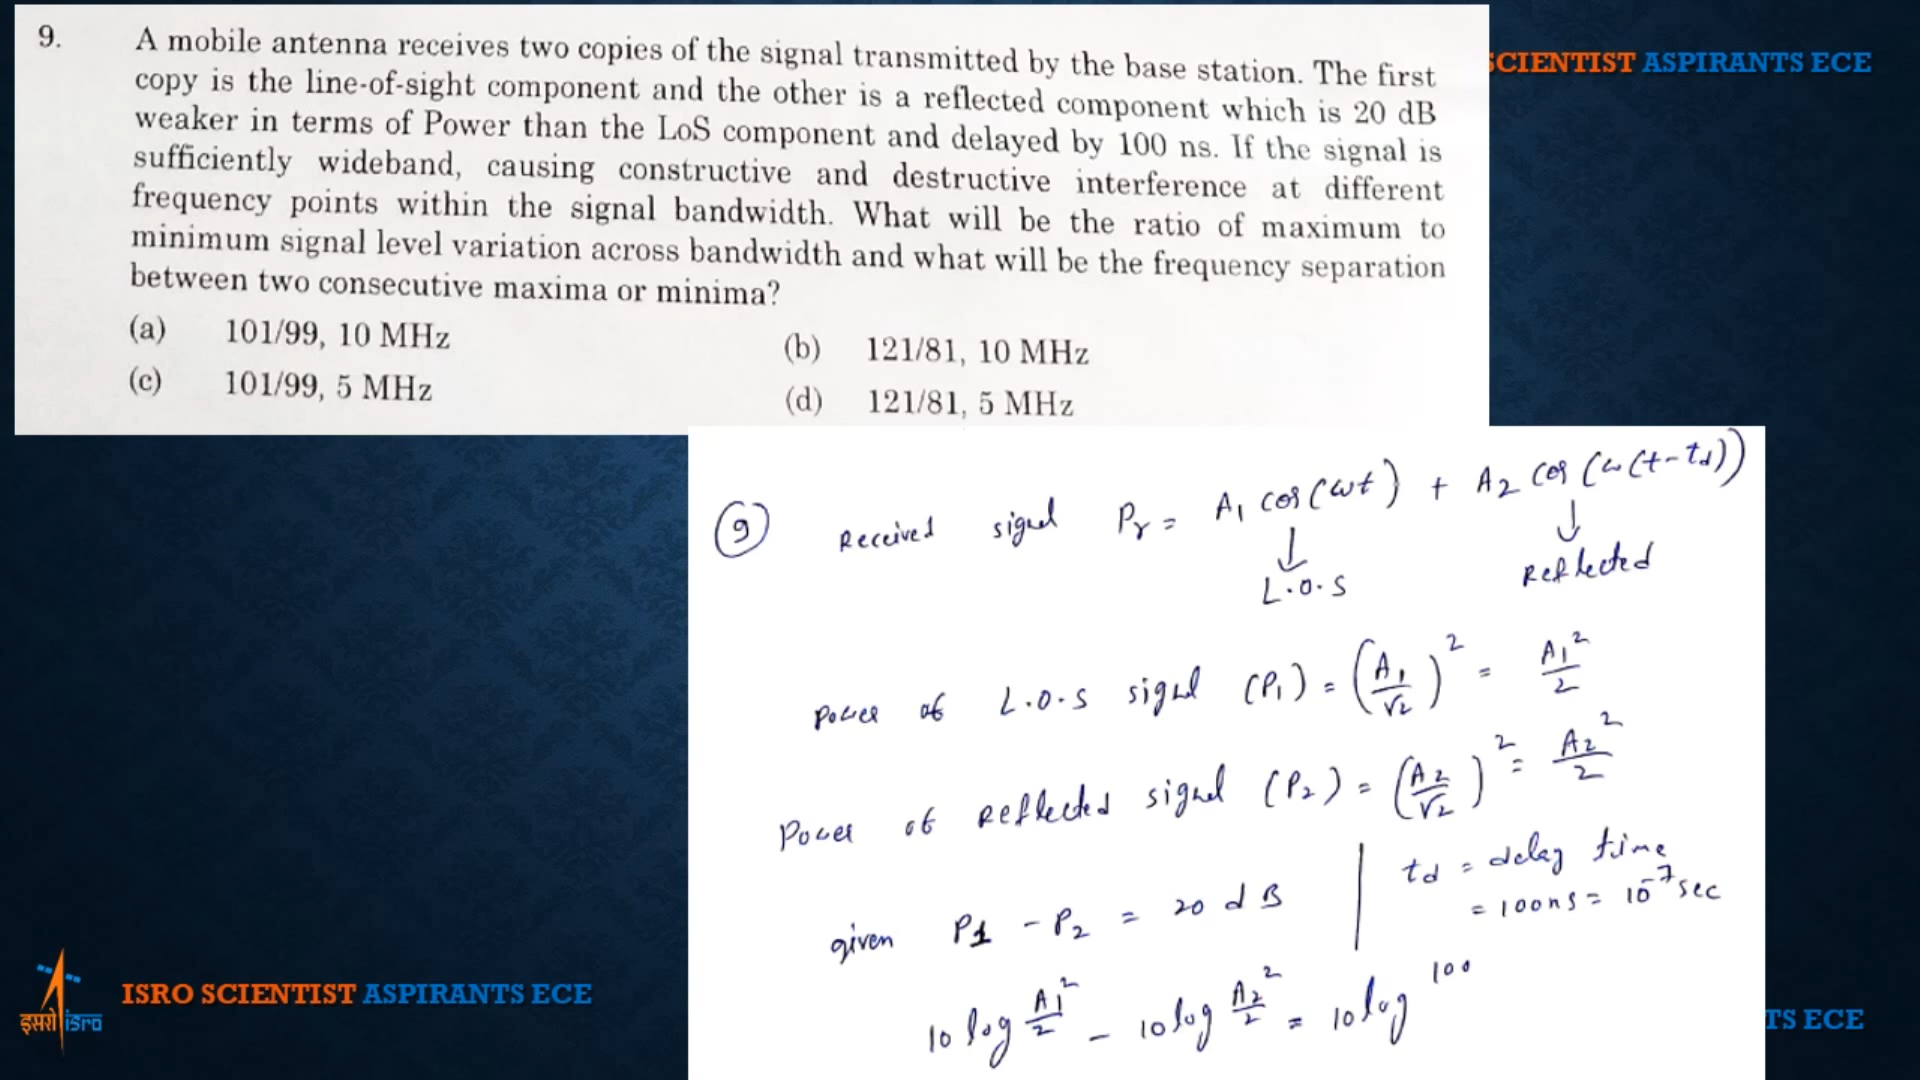 9.
A mobile antenna receives two copies of the signal transmitted by the base station. The first
copy is the line-of-sight component and the other is a reflected component which is 20 dB
weaker in terms of Power than the LoS component and delayed by 100 ns. If the signal is
sufficiently wideband, causing constructive and destructive interference at different
frequency points within the signal bandwidth. What will be the ratio of maximum to
minimum signal level variation across bandwidth and what will be the frequency separation
between two consecutive maxima or minima?
(a) 101/99, 10 MHz
(b) 121/81, 10 MHz
(c) 101/99, 5 MHz
(d) 121/81, 5 MHz
SCIENTIST ASPIRANTS ECE
9 Received signal Pr = A1 cos(ωt) + A2 cos(ω(t-td))
↓ L.O.S
↓ Reflected
Power of L.O.S signal (P1) = (A1/√2)^2 = A1^2/2
Power of Reflected signal (P2) = (A2/√2)^2 = A2^2/2
given P1 - P2 = 20 dB
td = delay time
= 100ns = 10^-7 sec
10 log A1^2/2 - 10 log A2^2/2 = 10 log 100
इसरो isro
ISRO SCIENTIST ASPIRANTS ECE
TS ECE